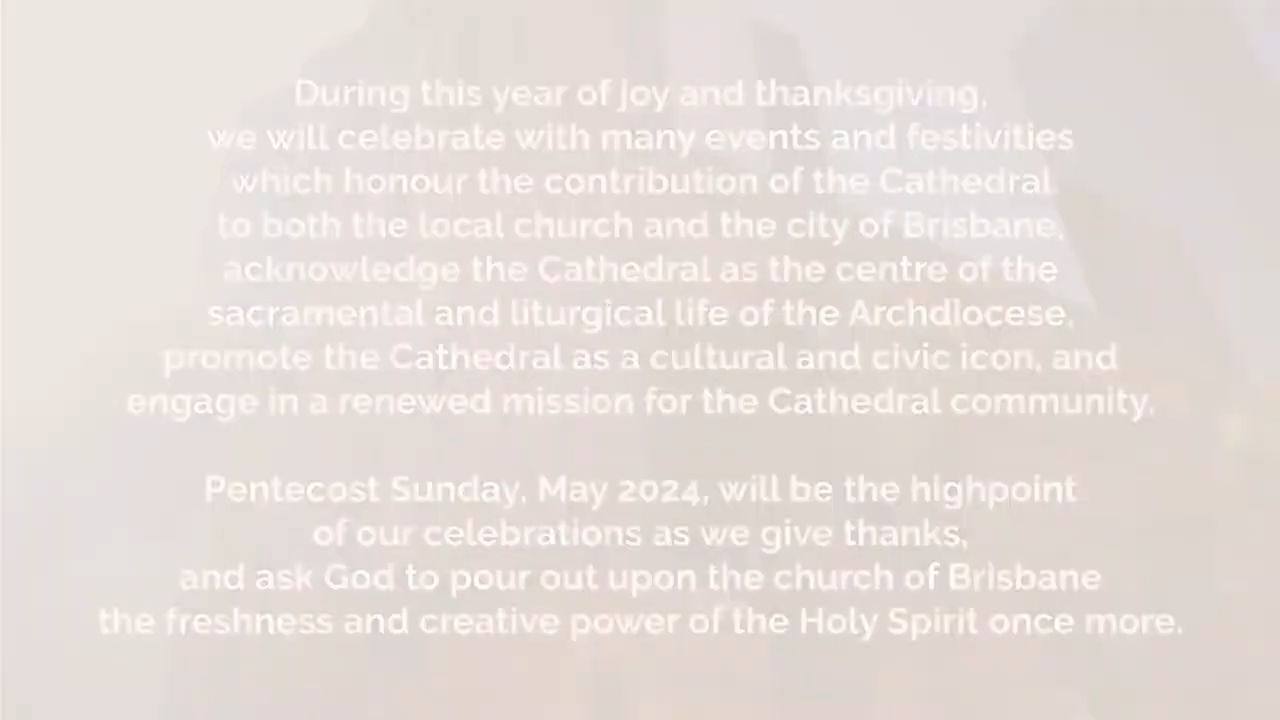 During this year of joy and thanksgiving,
we will celebrate with many events and festivities
which honour the contribution of the Cathedral
to both the local church and the city of Brisbane,
acknowledge the Cathedral as the centre of the
sacramental and liturgical life of the Archdiocese,
promote the Cathedral as a cultural and civic icon, and
engage in a renewed mission for the Cathedral community.
Pentecost Sunday, May 2024, will be the highpoint
of our celebrations as we give thanks,
and ask God to pour out upon the church of Brisbane
the freshness and creative power of the Holy Spirit once more.